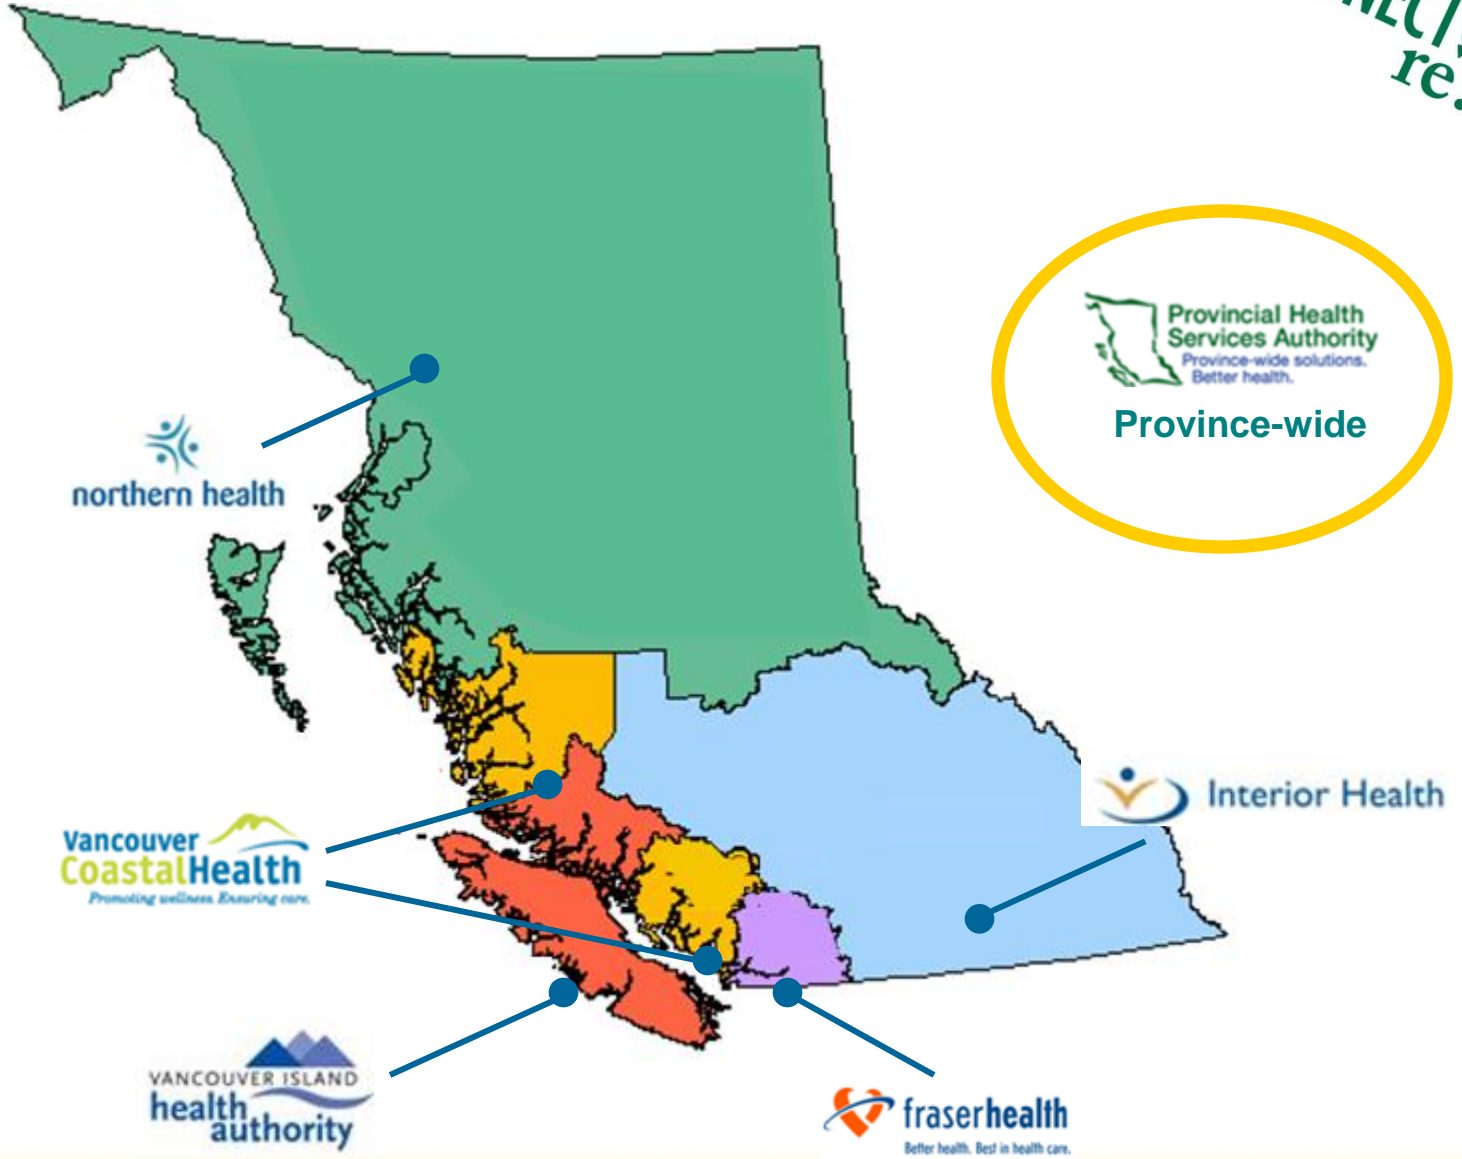 re.
Provincial Health
Services Authority
Province-wide solutions.
Better health.
Province-wide
northern health
Interior Health
Vancouver
CoastalHealth
Promoting wellness. Ensuring care.
VANCOUVER ISLAND
health
authority
fraserhealth
Better health. Best in health care.